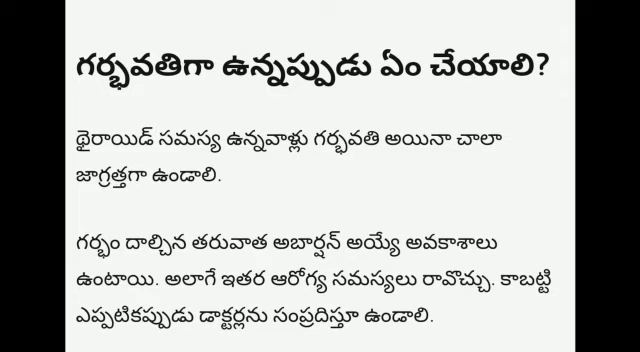 గర్భవతిగా ఉన్నప్పుడు ఏం చేయాలి?
థైరాయిడ్ సమస్య ఉన్నవాళ్లు గర్భవతి అయినా చాలా
జాగ్రత్తగా ఉండాలి.
గర్భం దాల్చిన తరువాత అబార్షన్ అయ్యే అవకాశాలు
ఉంటాయి. అలాగే ఇతర ఆరోగ్య సమస్యలు రావొచ్చు. కాబట్టి
ఎప్పటికప్పుడు డాక్టర్లను సంప్రదిస్తూ ఉండాలి.